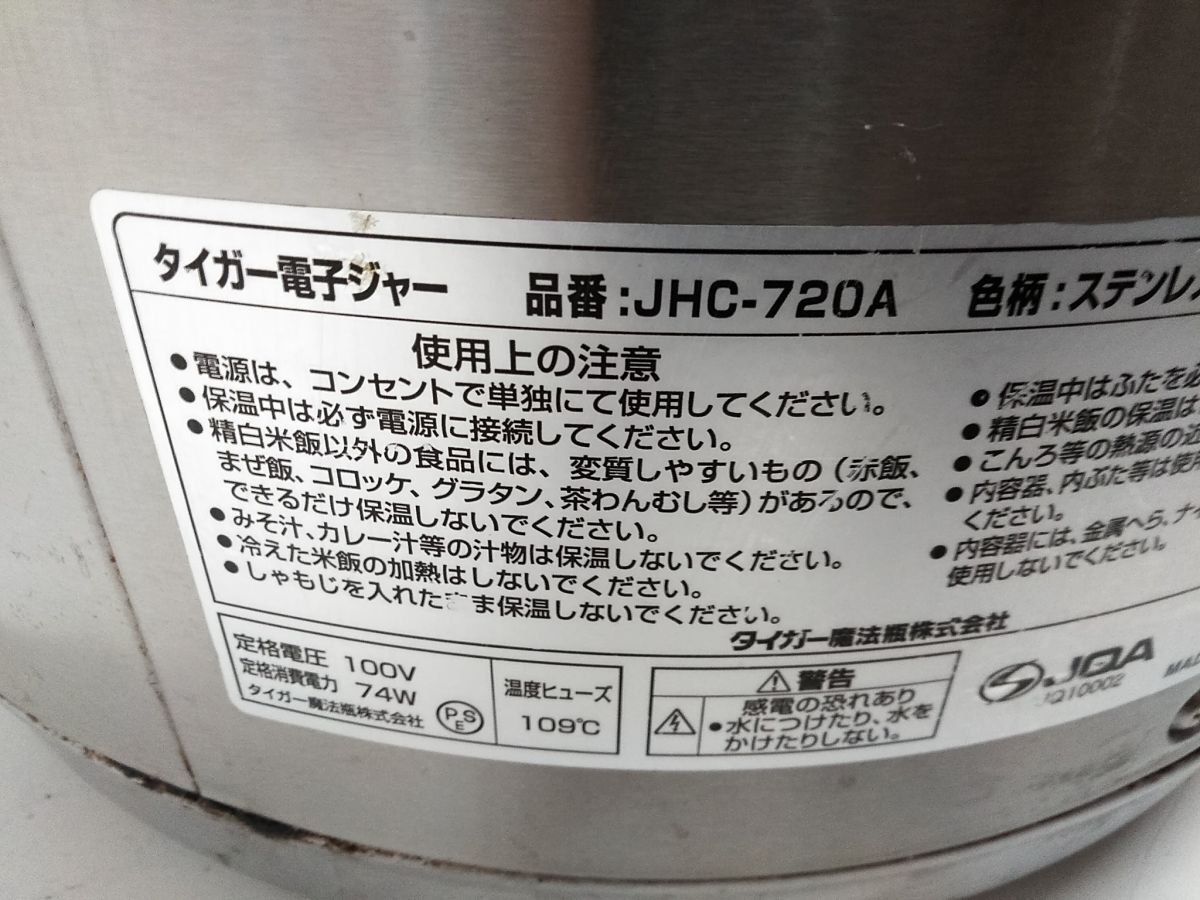 タイガー電子ジャー 品番:JHC-720A 色柄:ステンレス
使用上の注意
●電源は、コンセントで単独にて使用してください。
●保温中は必ず電源に接続してください。
●精白米飯以外の食品には、変質しやすいもの(赤飯、
まぜ飯、コロッケ、グラタン、茶わんむし等)があるので、
できるだけ保温しないでください。
●みそ汁、カレー汁等の汁物は保温しないでください。
●冷えた米飯の加熱はしないでください。
●しゃもじを入れたまま保温しないでください。
●保温中はふたを必
●精白米飯の保温は
●こんろ等の熱源の近
●内容器、内ぶた等は使用
ください。
●内容器には、金属へら、ナイ
使用しないでください。
タイガー魔法瓶株式会社
定格電圧 100V
定格消費電力 74W
タイガー魔法瓶株式会社
PSE
温度ヒューズ
109℃
警告
感電の恐れあり
●水につけたり、水を
かけたりしない。
JQA
JQ10002